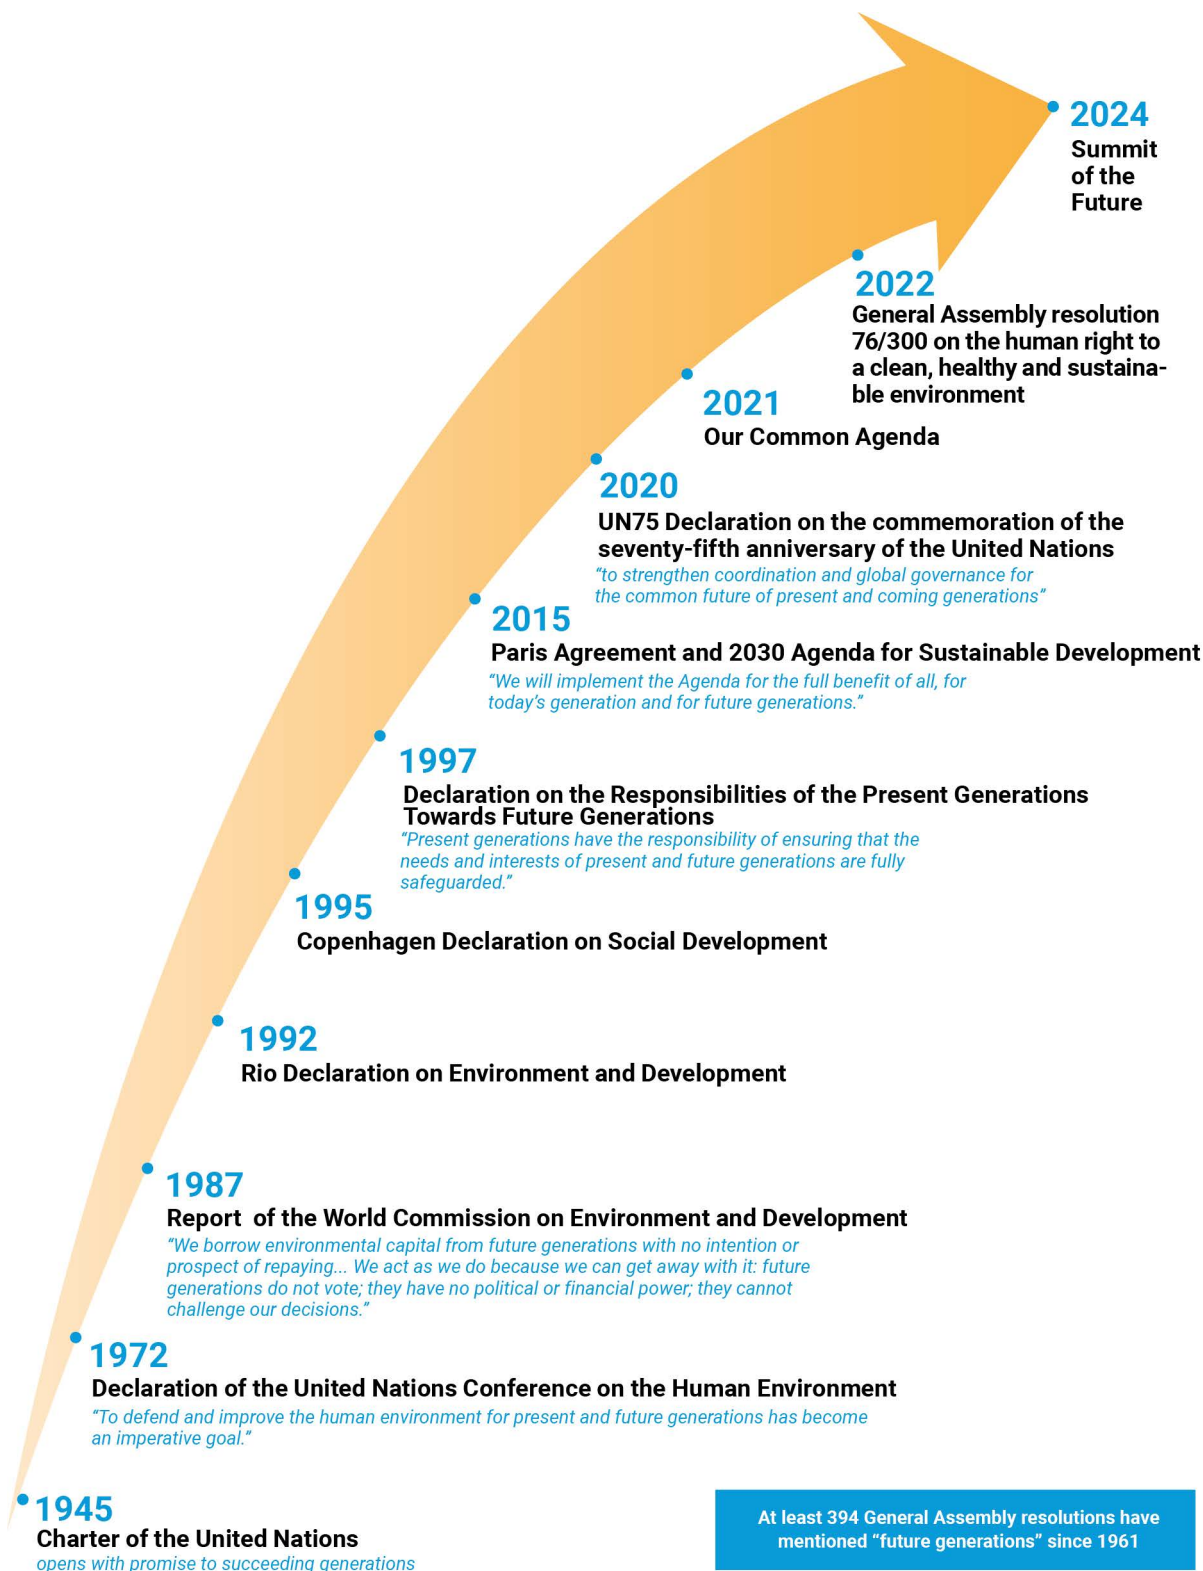 2024
Summit
of the
Future
2022
General Assembly resolution
76/300 on the human right to
a clean, healthy and sustaina-
ble environment
2021
Our Common Agenda
2020
UN75 Declaration on the commemoration of the
seventy-fifth anniversary of the United Nations
“to strengthen coordination and global governance for
the common future of present and coming generations”
2015
Paris Agreement and 2030 Agenda for Sustainable Development
“We will implement the Agenda for the full benefit of all, for
today’s generation and for future generations.”
1997
Declaration on the Responsibilities of the Present Generations
Towards Future Generations
“Present generations have the responsibility of ensuring that the
needs and interests of present and future generations are fully
safeguarded.”
1995
Copenhagen Declaration on Social Development
1992
Rio Declaration on Environment and Development
1987
Report of the World Commission on Environment and Development
“We borrow environmental capital from future generations with no intention or
prospect of repaying... We act as we do because we can get away with it: future
generations do not vote; they have no political or financial power; they cannot
challenge our decisions.”
1972
Declaration of the United Nations Conference on the Human Environment
“To defend and improve the human environment for present and future generations has become
an imperative goal.”
1945
Charter of the United Nations
opens with promise to succeeding generations
At least 394 General Assembly resolutions have
mentioned “future generations” since 1961